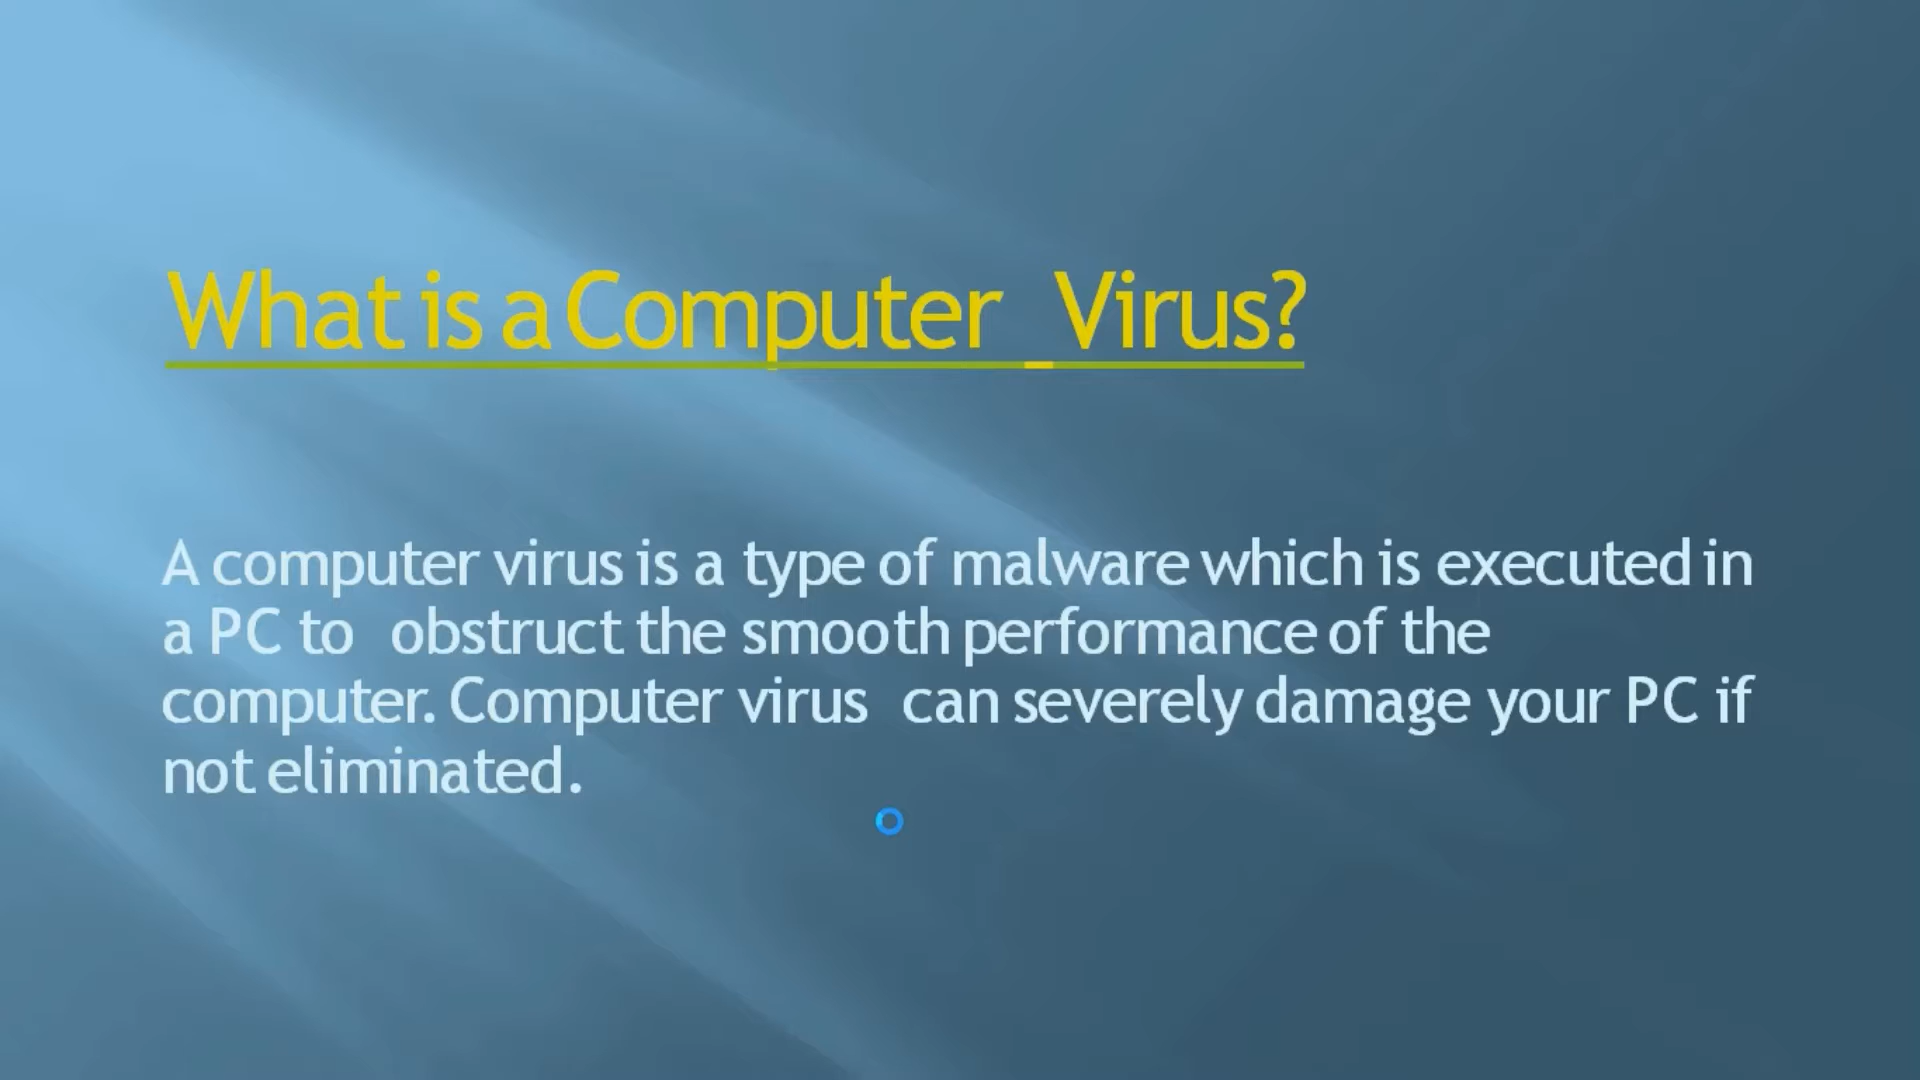 What is a Computer Virus?
A computer virus is a type of malware which is executed in
a PC to obstruct the smooth performance of the
computer. Computer virus can severely damage your PC if
not eliminated.